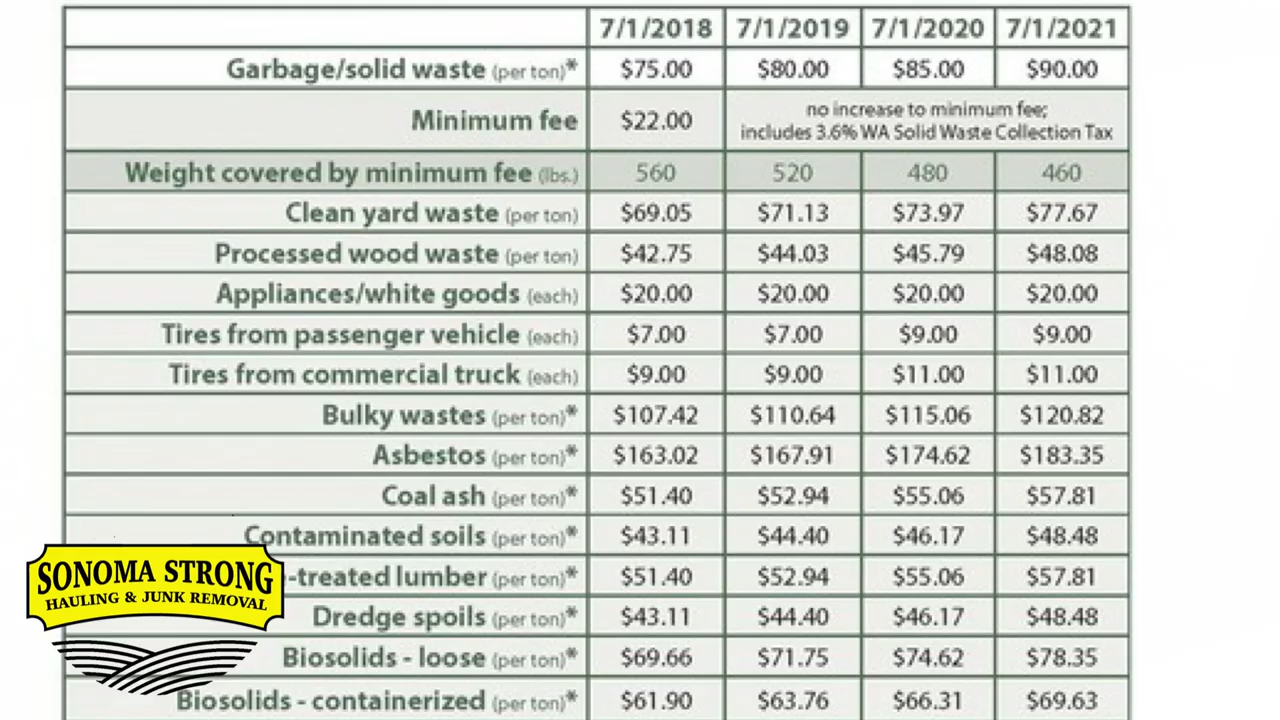 7/1/2018 7/1/2019 7/1/2020 7/1/2021
Garbage/solid waste (per ton)* $75.00 $80.00 $85.00 $90.00
Minimum fee $22.00 no increase to minimum fee;
includes 3.6% WA Solid Waste Collection Tax
Weight covered by minimum fee (lbs.) 560 520 480 460
Clean yard waste (per ton) $69.05 $71.13 $73.97 $77.67
Processed wood waste (per ton) $42.75 $44.03 $45.79 $48.08
Appliances/white goods (each) $20.00 $20.00 $20.00 $20.00
Tires from passenger vehicle (each) $7.00 $7.00 $9.00 $9.00
Tires from commercial truck (each) $9.00 $9.00 $11.00 $11.00
Bulky wastes (per ton)* $107.42 $110.64 $115.06 $120.82
Asbestos (per ton)* $163.02 $167.91 $174.62 $183.35
Coal ash (per ton)* $51.40 $52.94 $55.06 $57.81
Contaminated soils (per ton)* $43.11 $44.40 $46.17 $48.48
-treated lumber (per ton)* $51.40 $52.94 $55.06 $57.81
Dredge spoils (per ton)* $43.11 $44.40 $46.17 $48.48
Biosolids - loose (per ton)* $69.66 $71.75 $74.62 $78.35
Biosolids - containerized (per ton)* $61.90 $63.76 $66.31 $69.63
SONOMA STRONG
HAULING & JUNK REMOVAL